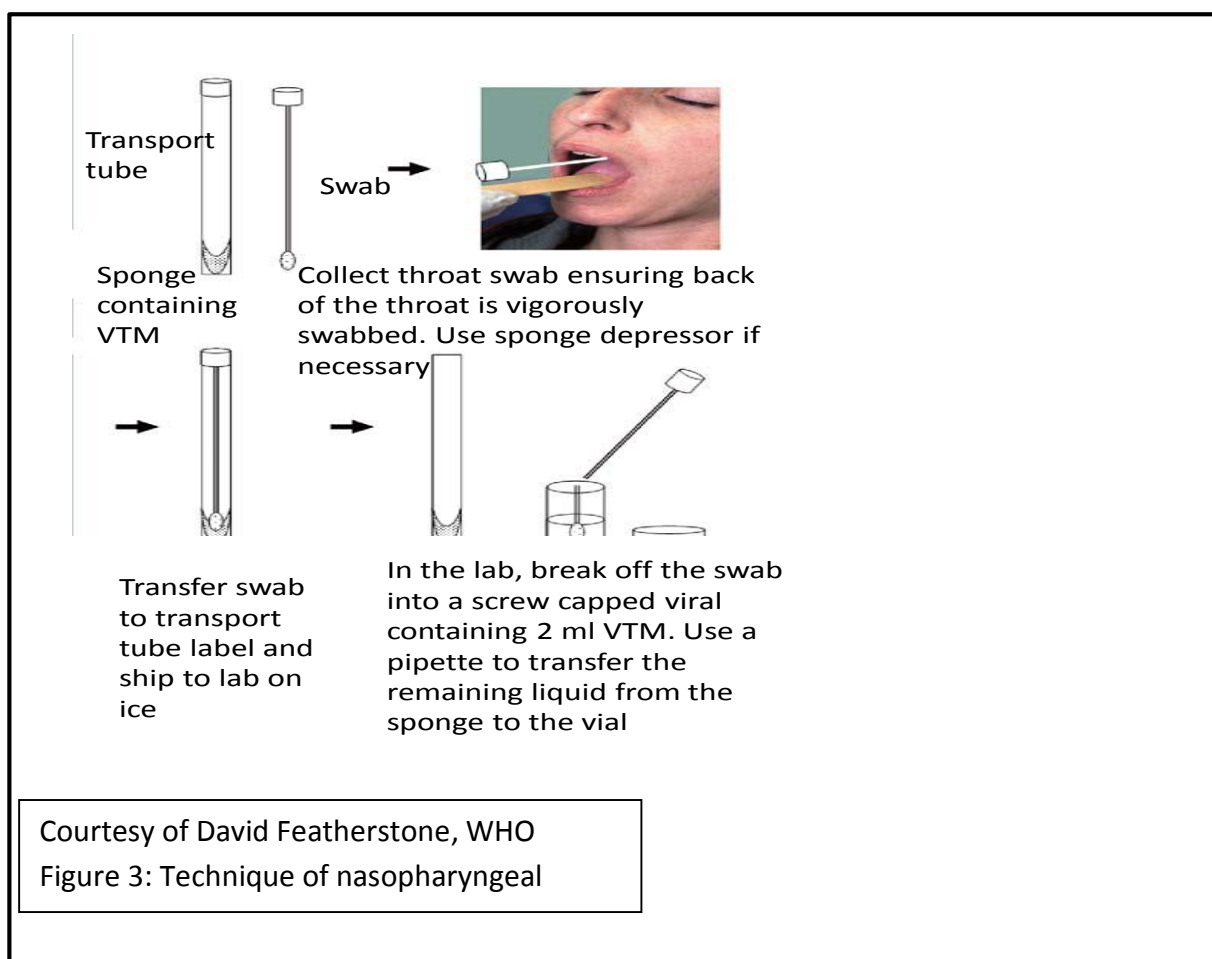 Transport
tube
Swab
Sponge
containing
VTM
Collect throat swab ensuring back
of the throat is vigorously
swabbed. Use sponge depressor if
necessary
Transfer swab
to transport
tube label and
ship to lab on
ice
In the lab, break off the swab
into a screw capped viral
containing 2 ml VTM. Use a
pipette to transfer the
remaining liquid from the
sponge to the vial
Courtesy of David Featherstone, WHO
Figure 3: Technique of nasopharyngeal